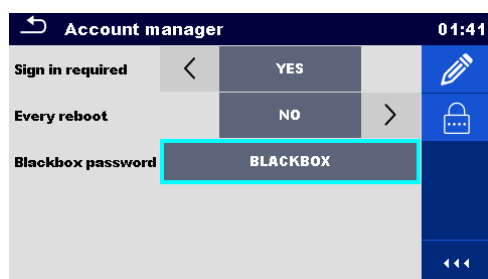 Account manager 01:41
Sign in required YES
Every reboot NO
Blackbox password BLACKBOX